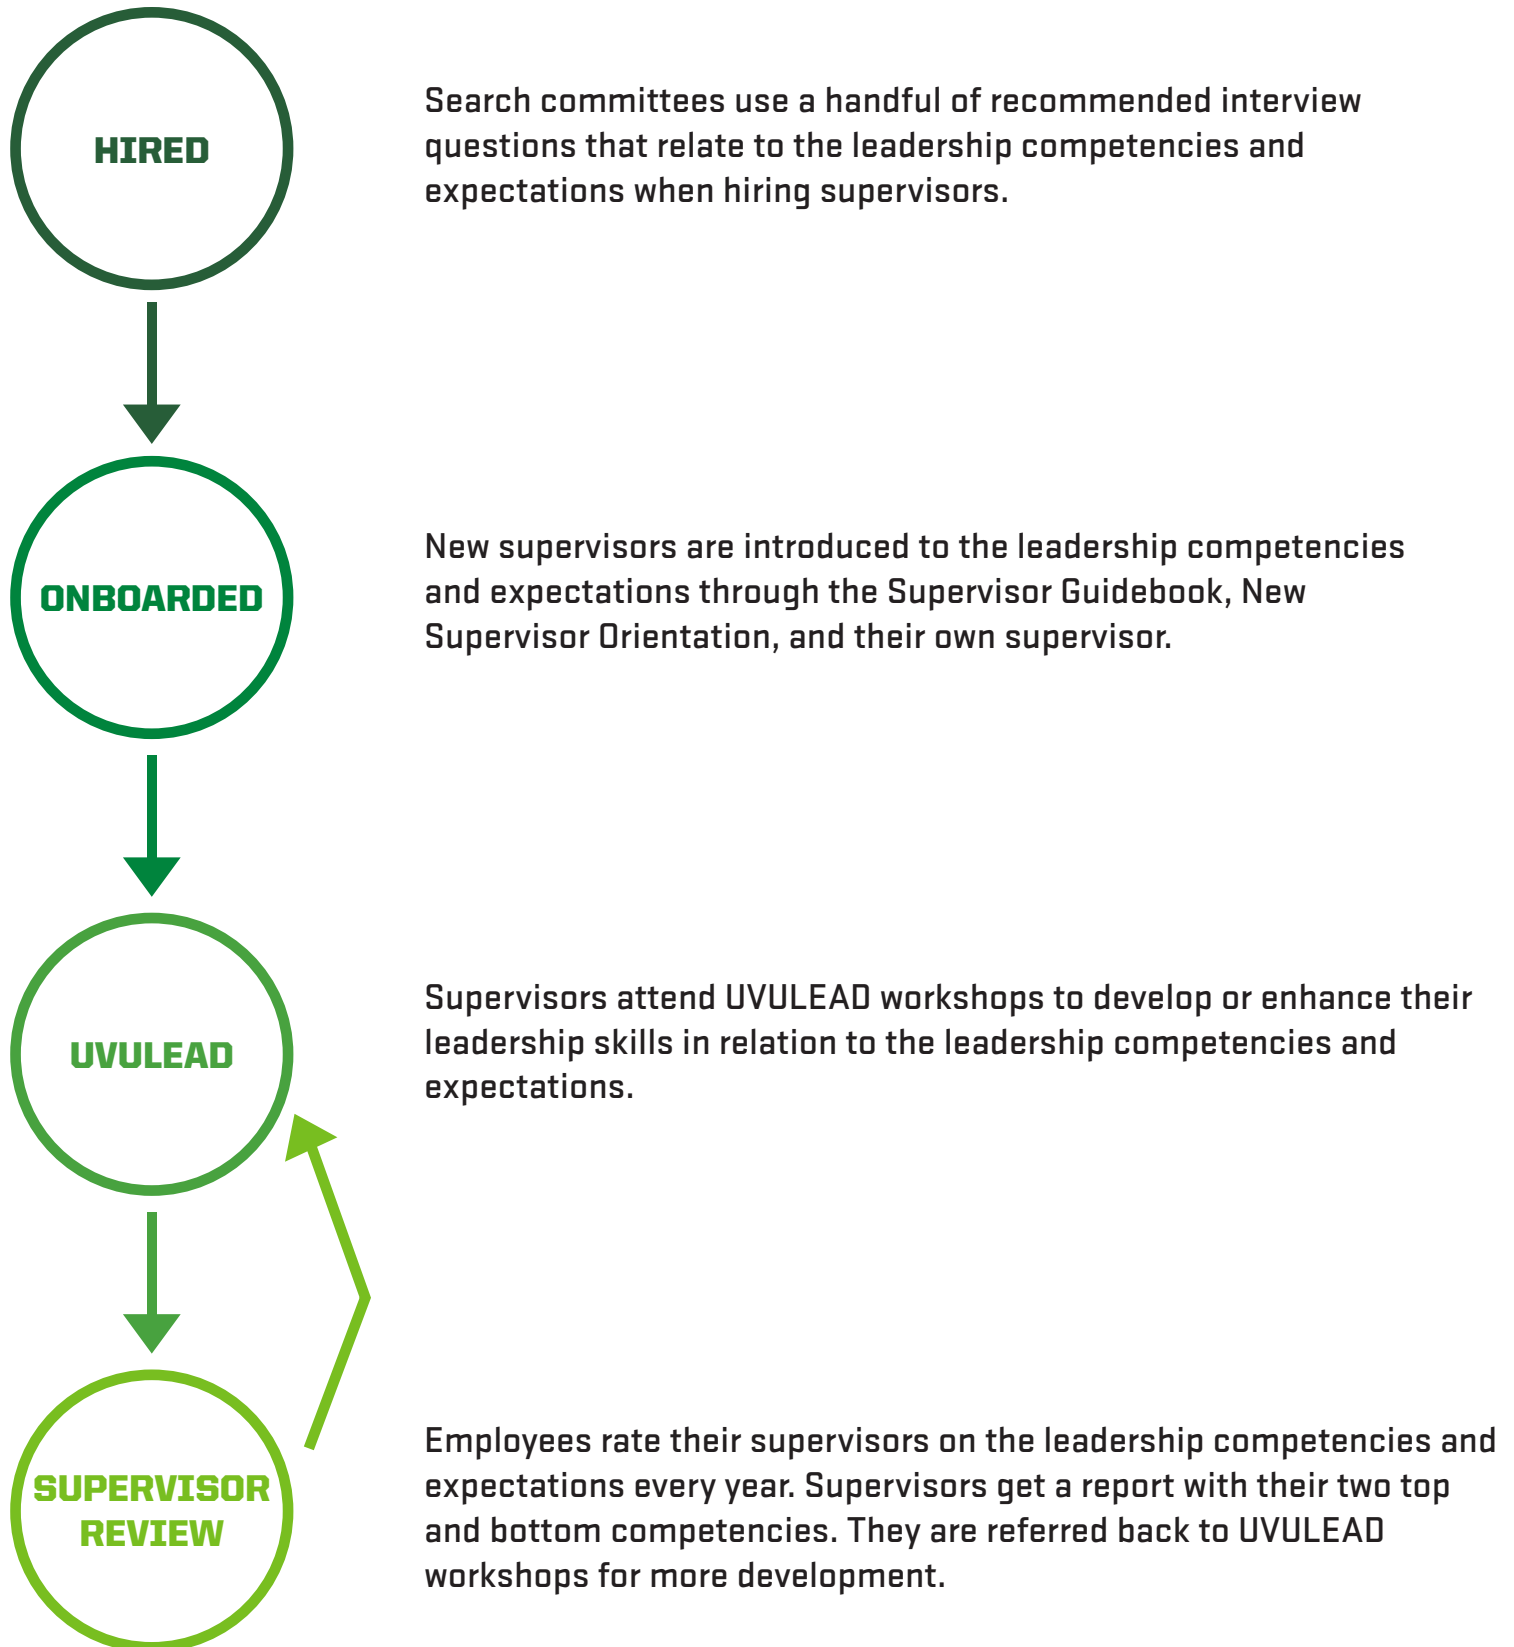 HIRED
Search committees use a handful of recommended interview
questions that relate to the leadership competencies and
expectations when hiring supervisors.
ONBOARDED
New supervisors are introduced to the leadership competencies
and expectations through the Supervisor Guidebook, New
Supervisor Orientation, and their own supervisor.
UVULEAD
Supervisors attend UVULEAD workshops to develop or enhance their
leadership skills in relation to the leadership competencies and
expectations.
SUPERVISOR
REVIEW
Employees rate their supervisors on the leadership competencies and
expectations every year. Supervisors get a report with their two top
and bottom competencies. They are referred back to UVULEAD
workshops for more development.